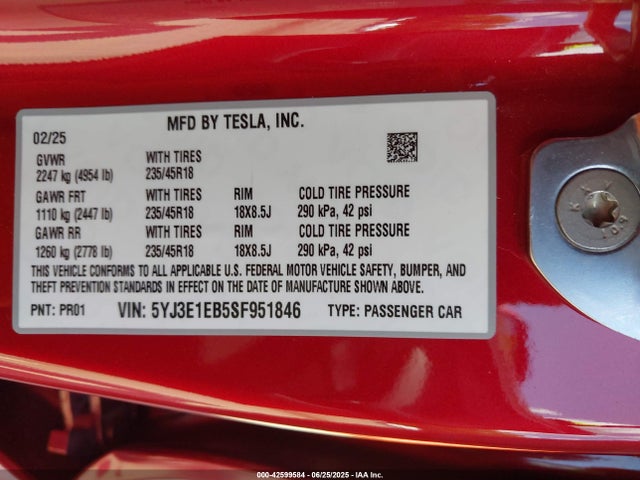 MFD BY TESLA, INC.
02/25
GVWR WITH TIRES
2247 kg (4954 lb) 235/45R18
GAWR FRT WITH TIRES RIM COLD TIRE PRESSURE
1110 kg (2447 lb) 235/45R18 18X8.5J 290 kPa, 42 psi
GAWR RR WITH TIRES RIM COLD TIRE PRESSURE
1260 kg (2778 lb) 235/45R18 18X8.5J 290 kPa, 42 psi
THIS VEHICLE CONFORMS TO ALL APPLICABLE U.S. FEDERAL MOTOR VEHICLE SAFETY, BUMPER, AND
THEFT PREVENTION STANDARDS IN EFFECT ON THE DATE OF MANUFACTURE SHOWN ABOVE.
PNT: PR01 VIN: 5YJ3E1EB5SF951846 TYPE: PASSENGER CAR
K X
10.9
000-42599584 - 06/25/2025 - IAA Inc.